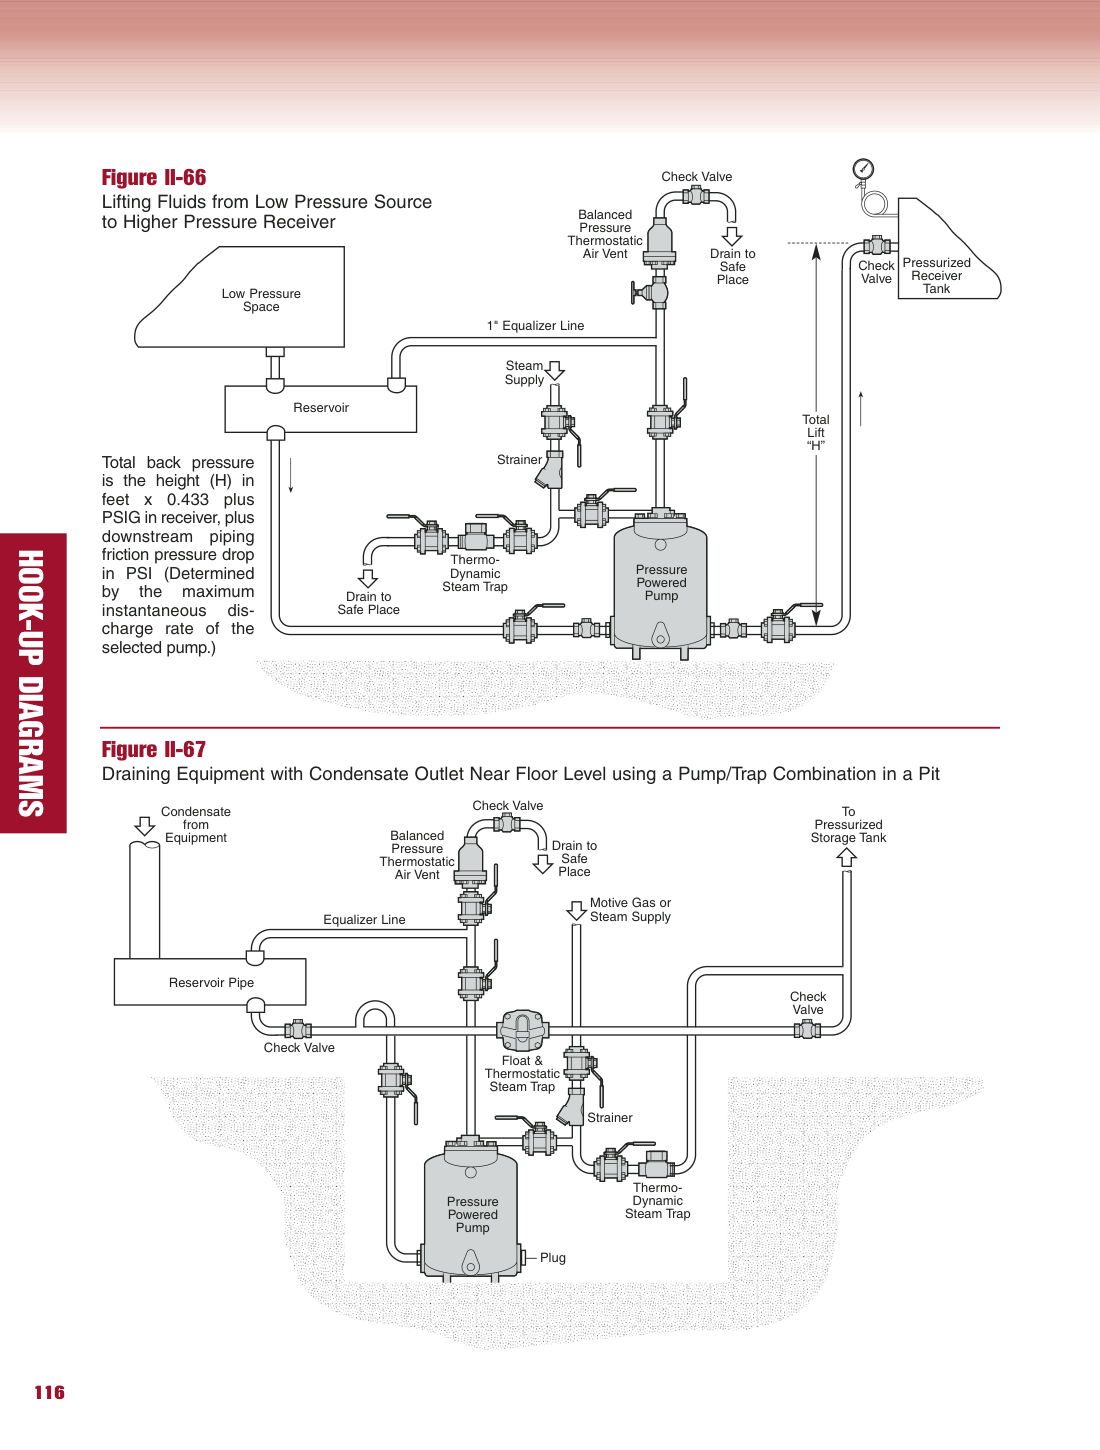 Figure II-66
Lifting Fluids from Low Pressure Source
to Higher Pressure Receiver
Check Valve
Balanced
Pressure
Thermostatic
Air Vent
Drain to
Safe
Place
Check
Valve
Pressurized
Receiver
Tank
Low Pressure
Space
1" Equalizer Line
Steam
Supply
Reservoir
Total
Lift
“H”
Strainer
Total back pressure
is the height (H) in
feet x 0.433 plus
PSIG in receiver, plus
downstream piping
friction pressure drop
in PSI (Determined
by the maximum
instantaneous dis-
charge rate of the
selected pump.)
Thermo-
Dynamic
Steam Trap
Drain to
Safe Place
Pressure
Powered
Pump
HOOK-UP DIAGRAMS
Figure II-67
Draining Equipment with Condensate Outlet Near Floor Level using a Pump/Trap Combination in a Pit
Condensate
from
Equipment
Check Valve
Balanced
Pressure
Thermostatic
Air Vent
Drain to
Safe
Place
To
Pressurized
Storage Tank
Motive Gas or
Steam Supply
Equalizer Line
Reservoir Pipe
Check
Valve
Check Valve
Float &
Thermostatic
Steam Trap
Strainer
Thermo-
Dynamic
Steam Trap
Pressure
Powered
Pump
Plug
116